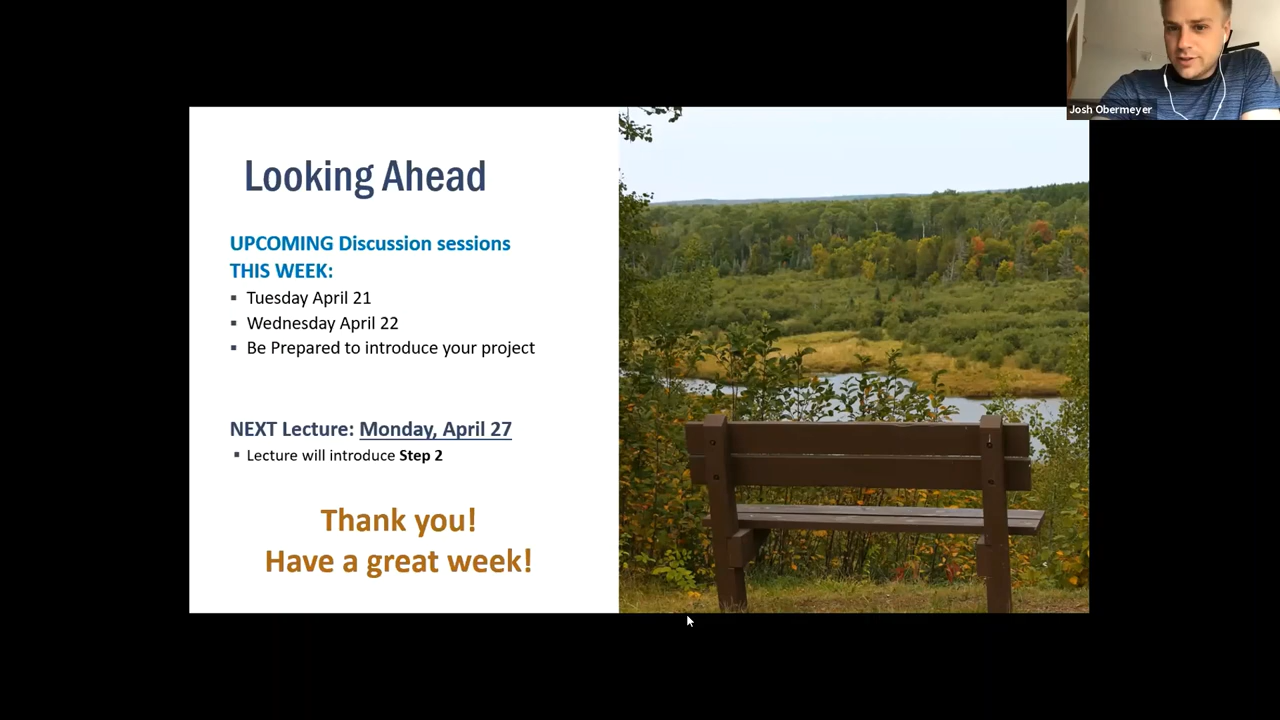 Josh Obermeyer
Looking Ahead
UPCOMING Discussion sessions
THIS WEEK:
▪ Tuesday April 21
▪ Wednesday April 22
▪ Be Prepared to introduce your project
NEXT Lecture: Monday, April 27
▪ Lecture will introduce Step 2
Thank you!
Have a great week!